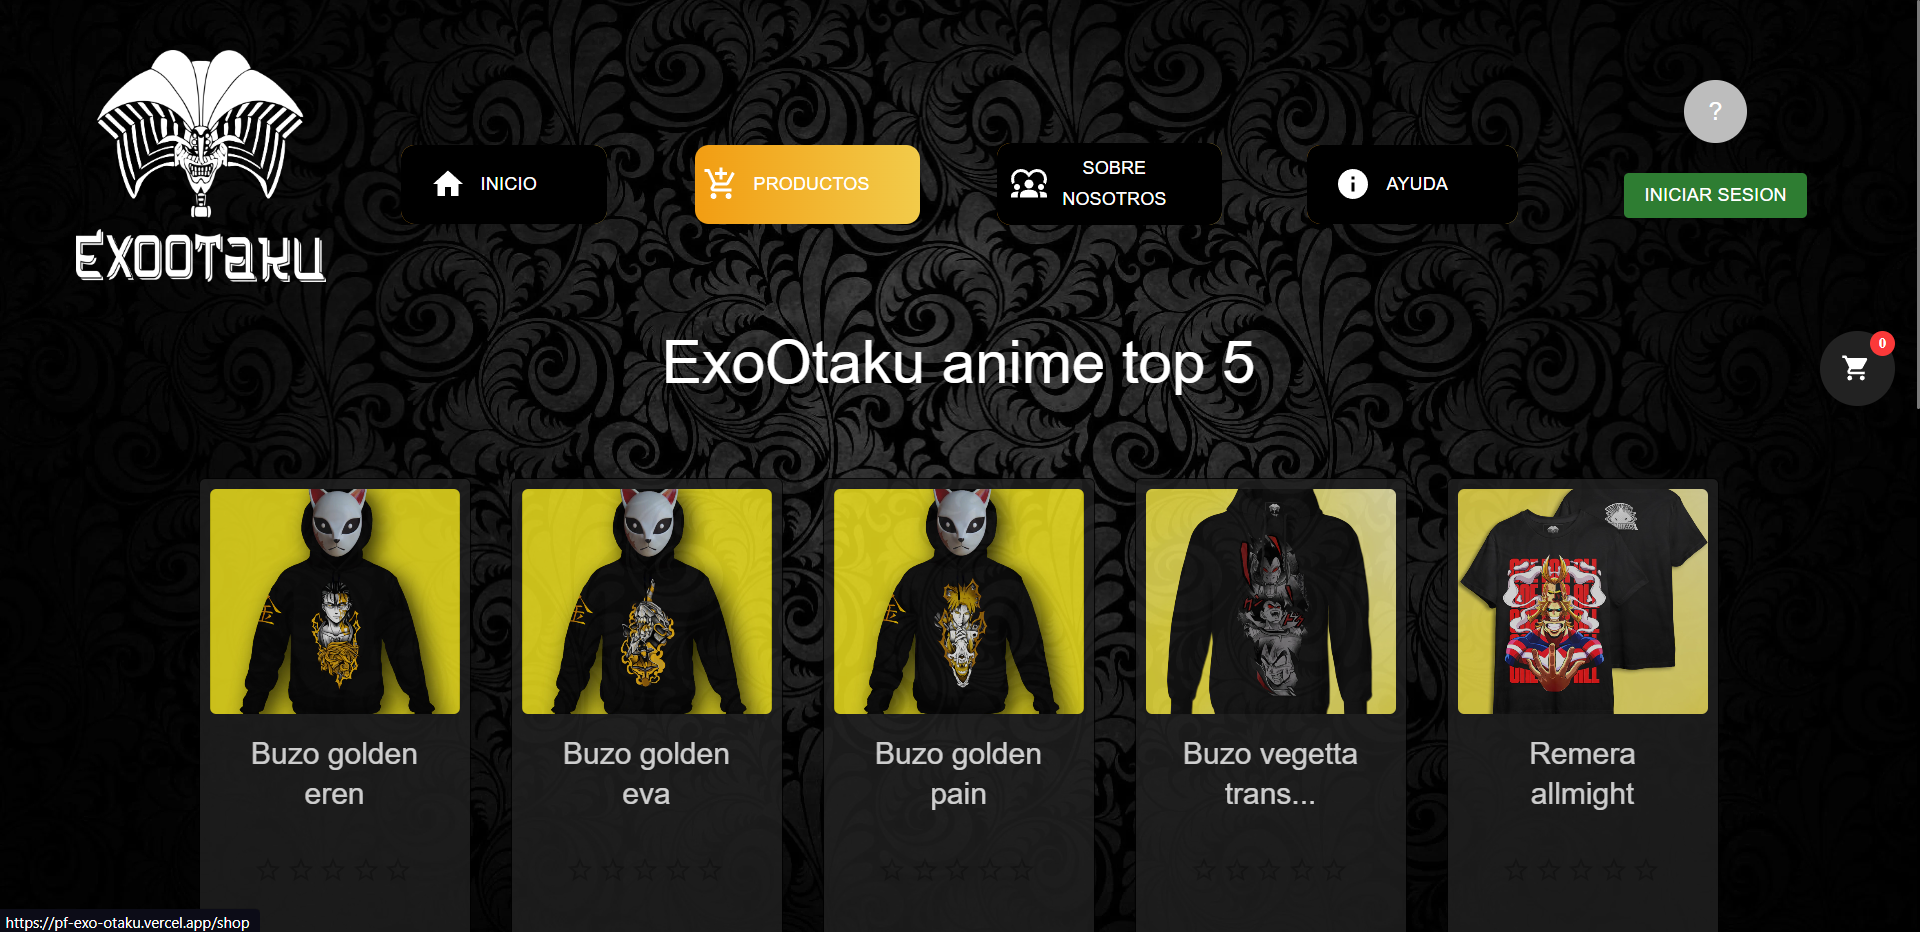 ?
INICIO
PRODUCTOS
SOBRE
NOSOTROS
AYUDA
INICIAR SESION
EXOOTaKU
ExoOtaku anime top 5
0
Buzo golden
eren
Buzo golden
eva
Buzo golden
pain
Buzo vegetta
trans...
Remera
allmight
https://pf-exo-otaku.vercel.app/shop